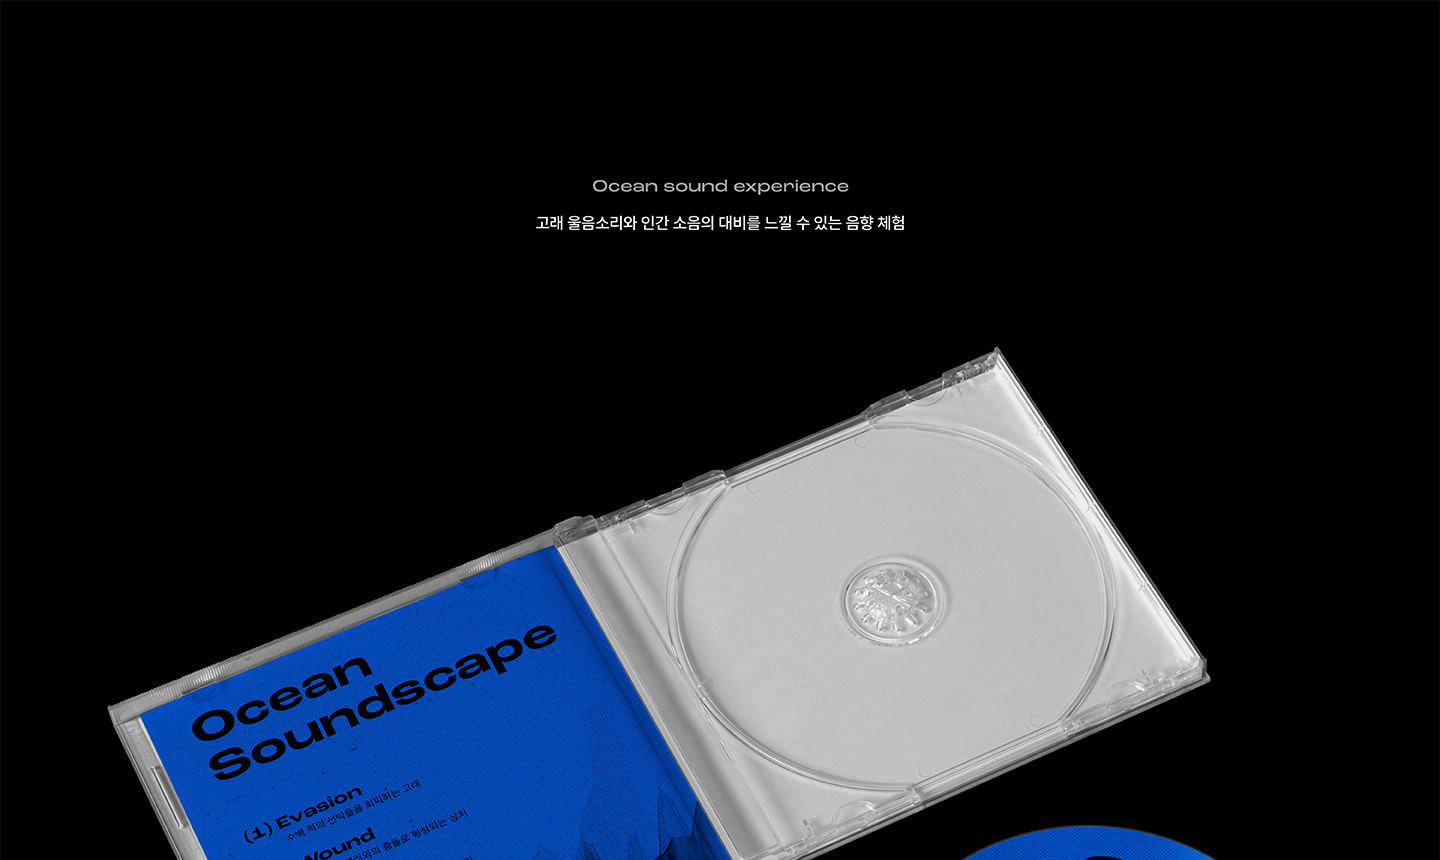 Ocean sound experience
고래 울음소리와 인간 소음의 대비를 느낄 수 있는 음향 체험
Ocean
Soundscape
(1) Evasion
수백 척의 선박들을 회피하는 고래
Wound
충돌로 형성되는 상처